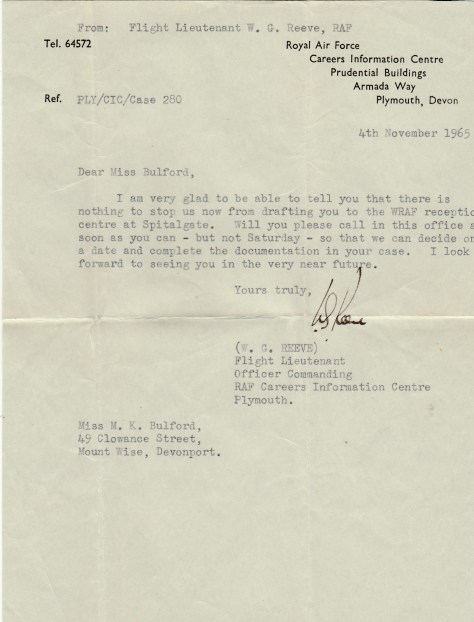 From: Flight Lieutenant W. G. Reeve, RAF
Tel. 64572
Royal Air Force
Careers Information Centre
Prudential Buildings
Armada Way
Plymouth, Devon
Ref. PLY/CIC/Case 280
4th November 1965
Dear Miss Bulford,
I am very glad to be able to tell you that there is
nothing to stop us now from drafting you to the WRAF receptio
centre at Spitalgate. Will you please call in this office
soon as you can - but not Saturday - so that we can decide on
a date and complete the documentation in your case. I look
forward to seeing you in the very near future.
Yours truly,
W G Reeve
(W. G. REEVE)
Flight Lieutenant
Officer Commanding
RAF Careers Information Centre
Plymouth.
Miss M. K. Bulford,
49 Clowance Street,
Mount Wise, Devonport.